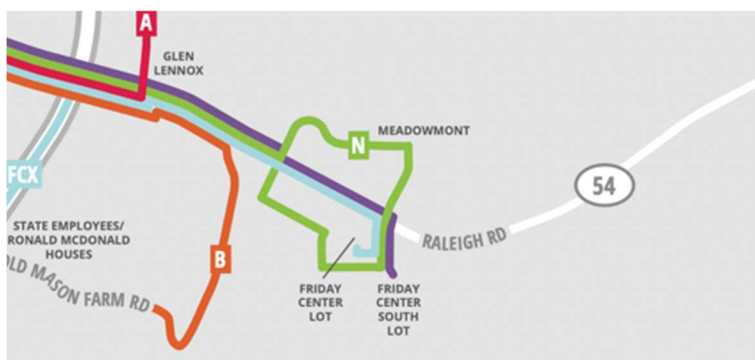 A
GLEN
LENNOX
N
MEADOWMONT
54
FCX
STATE EMPLOYEES/
RONALD MCDONALD
HOUSES
OLD MASON FARM RD
B
RALEIGH RD
FRIDAY
CENTER
LOT
FRIDAY
CENTER
SOUTH
LOT